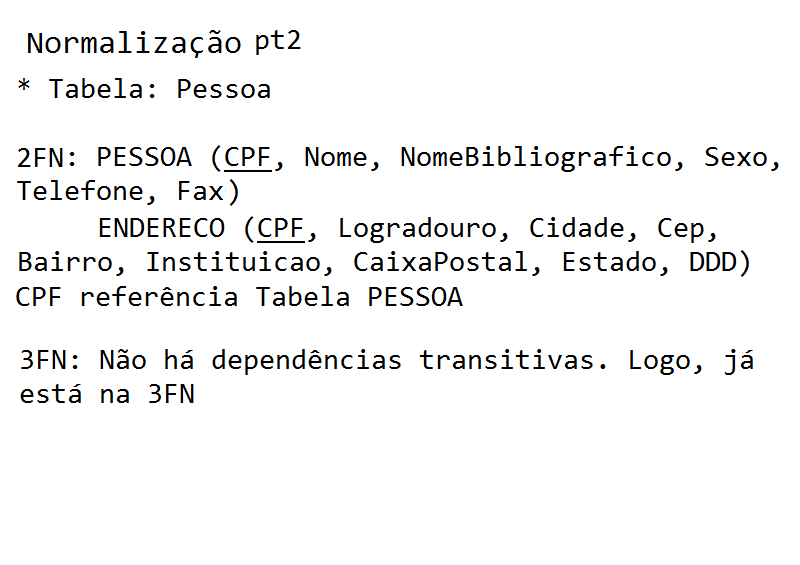 Normalização pt2
* Tabela: Pessoa
2FN: PESSOA (CPF, Nome, NomeBibliografico, Sexo,
Telefone, Fax)
ENDERECO (CPF, Logradouro, Cidade, Cep,
Bairro, Instituicao, CaixaPostal, Estado, DDD)
CPF referência Tabela PESSOA
3FN: Não há dependências transitivas. Logo, já
está na 3FN